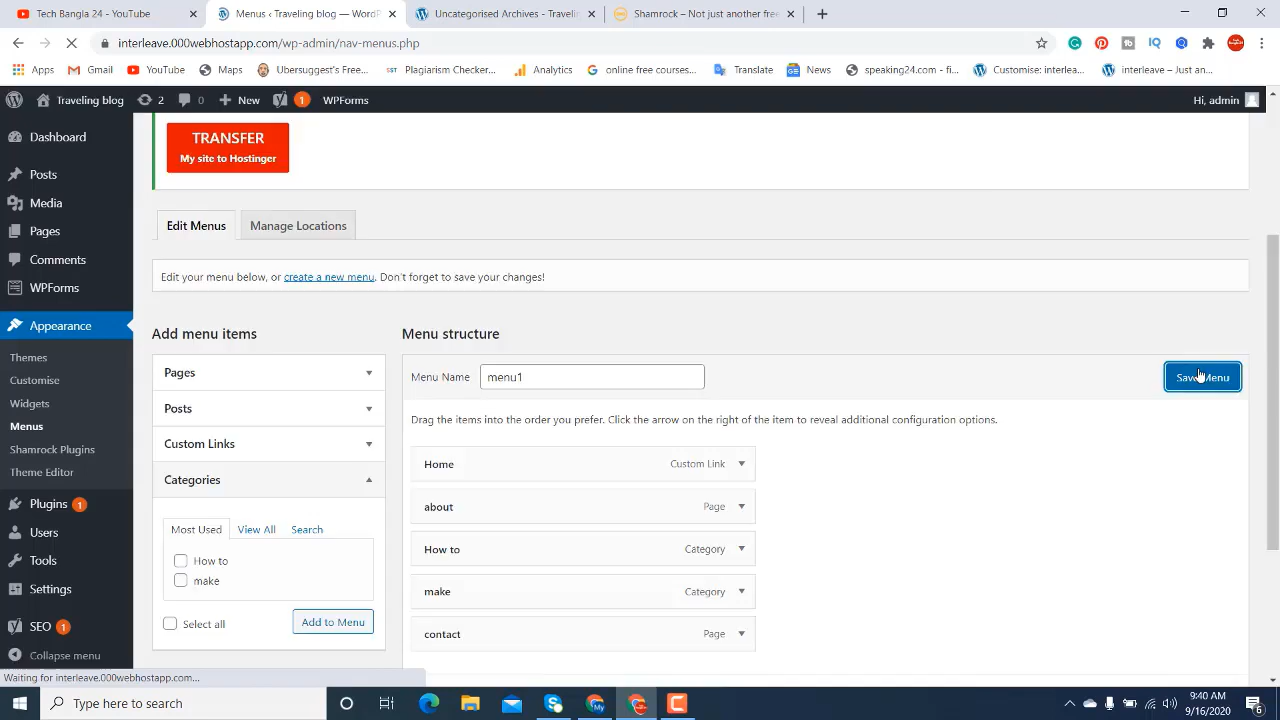 Tech Bangla 24 - YouTube
Menus ‹ Traveling blog — WordP
Uncategorised Archives - Traveling
Shamrock – Not just another free
interleave.000webhostapp.com/wp-admin/nav-menus.php
Apps Gmail YouTube Maps Ubersuggest's Free... Plagiarism Checker... Analytics online free courses... Translate News speaking24.com - fi... Customise: interlea... interleave – Just an...
Traveling blog 2 0 New 1 WPForms Hi, admin
Dashboard
Posts
Media
Pages
Comments
WPForms
Appearance
Themes
Customise
Widgets
Menus
Shamrock Plugins
Theme Editor
Plugins 1
Users
Tools
Settings
SEO 1
Collapse menu
TRANSFER
My site to Hostinger
Edit Menus Manage Locations
Edit your menu below, or create a new menu. Don't forget to save your changes!
Add menu items
Pages
Posts
Custom Links
Categories
Most Used View All Search
How to
make
Select all Add to Menu
Menu structure
Menu Name menu1 Save Menu
Drag the items into the order you prefer. Click the arrow on the right of the item to reveal additional configuration options.
Home Custom Link
about Page
How to Category
make Category
contact Page
Waiting for interleave.000webhostapp.com...
Type here to search
9:40 AM
9/16/2020
6